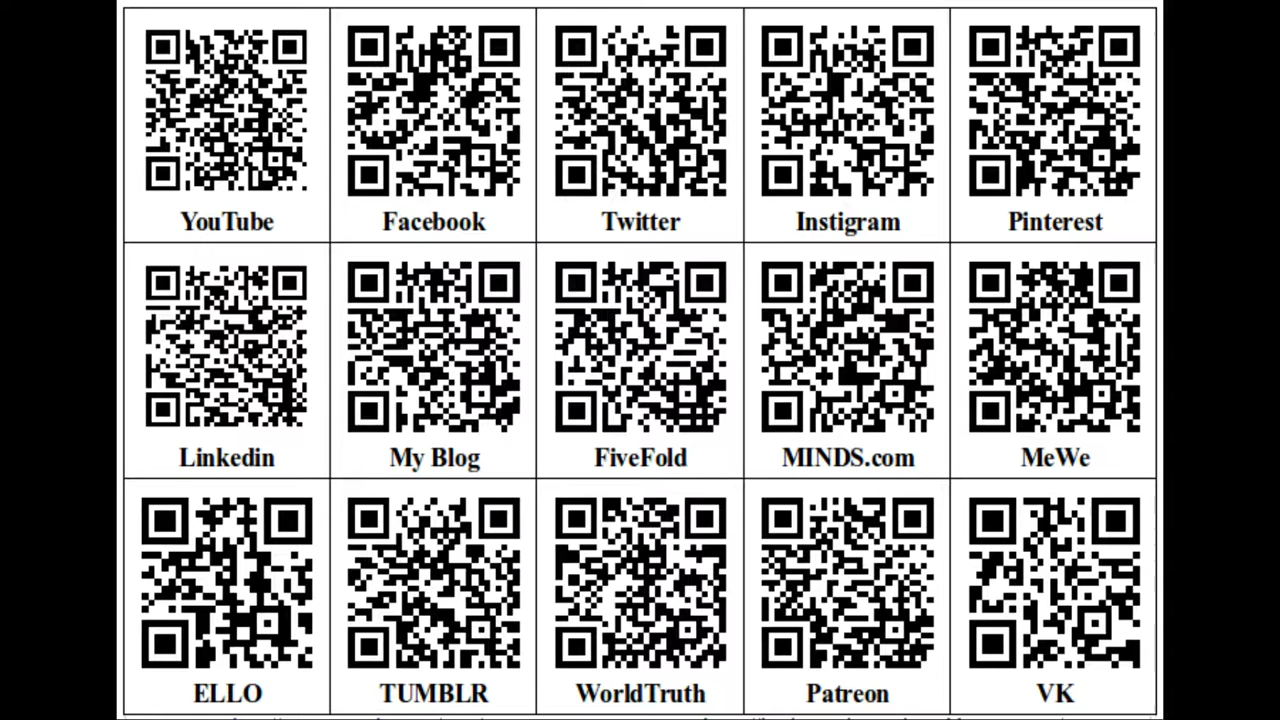 YouTube Facebook Twitter Instigram Pinterest
Linkedin My Blog FiveFold MINDS.com MeWe
ELLO TUMBLR WorldTruth Patreon VK